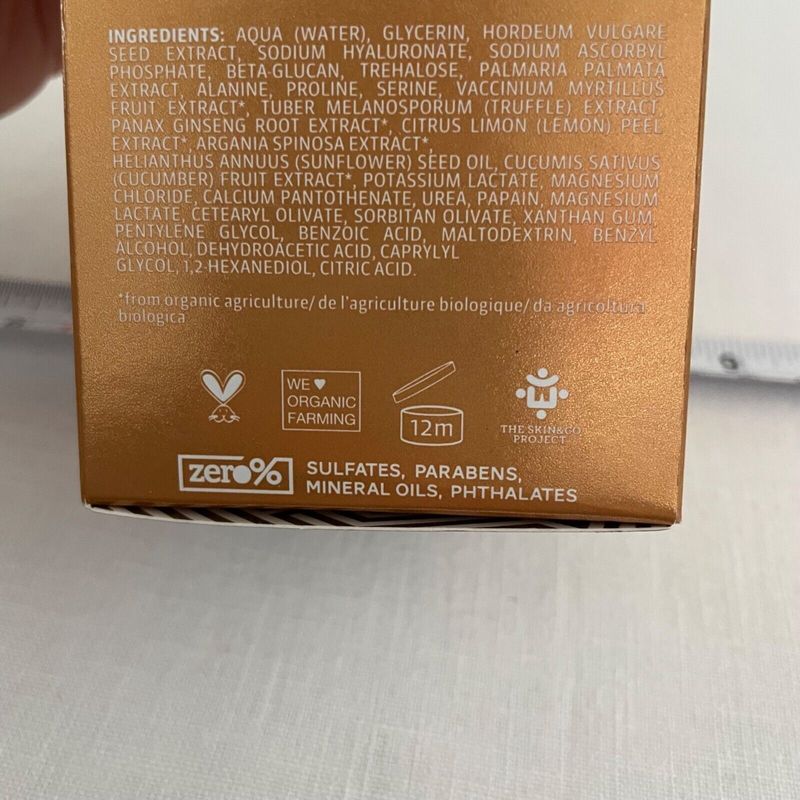 INGREDIENTS: AQUA (WATER), GLYCERIN, HORDEUM VULGARE
SEED EXTRACT, SODIUM HYALURONATE, SODIUM ASCORBYL
PHOSPHATE, BETA-GLUCAN, TREHALOSE, PALMARIA PALMATA
EXTRACT, ALANINE, PROLINE, SERINE, VACCINIUM MYRTILLUS
FRUIT EXTRACT*, TUBER MELANOSPORUM (TRUFFLE) EXTRACT,
PANAX GINSENG ROOT EXTRACT*, CITRUS LIMON (LEMON) PEEL
EXTRACT*, ARGANIA SPINOSA EXTRACT*,
HELIANTHUS ANNUUS (SUNFLOWER) SEED OIL, CUCUMIS SATIVUS
(CUCUMBER) FRUIT EXTRACT*, POTASSIUM LACTATE, MAGNESIUM
CHLORIDE, CALCIUM PANTOTHENATE, UREA, PAPAIN, MAGNESIUM
LACTATE, CETEARYL OLIVATE, SORBITAN OLIVATE, XANTHAN GUM,
PENTYLENE GLYCOL, BENZOIC ACID, MALTODEXTRIN, BENZYL
ALCOHOL, DEHYDROACETIC ACID, CAPRYLYL
GLYCOL, 1,2-HEXANEDIOL, CITRIC ACID.
*from organic agriculture/ de l'agriculture biologique/ da agricoltura
biologica
WE ♥
ORGANIC
FARMING
12m
THE SKIN&CO
PROJECT
zero%
SULFATES, PARABENS,
MINERAL OILS, PHTHALATES